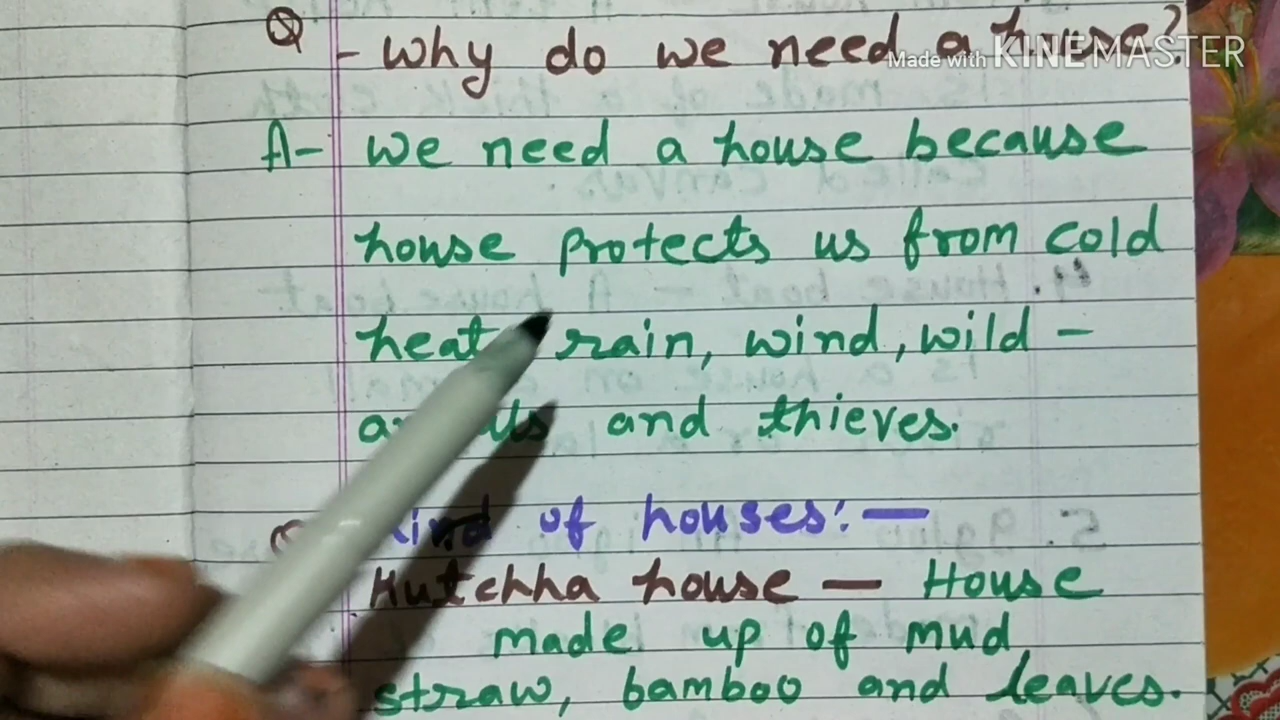 Q - Why do we need a house?
Made with KINEMASTER
A- We need a house because
house protects us from cold
heat rain, wind, wild -
and thieves.
of houses:-
Kutchha house - House
made up of mud
straw, bamboo and leaves.